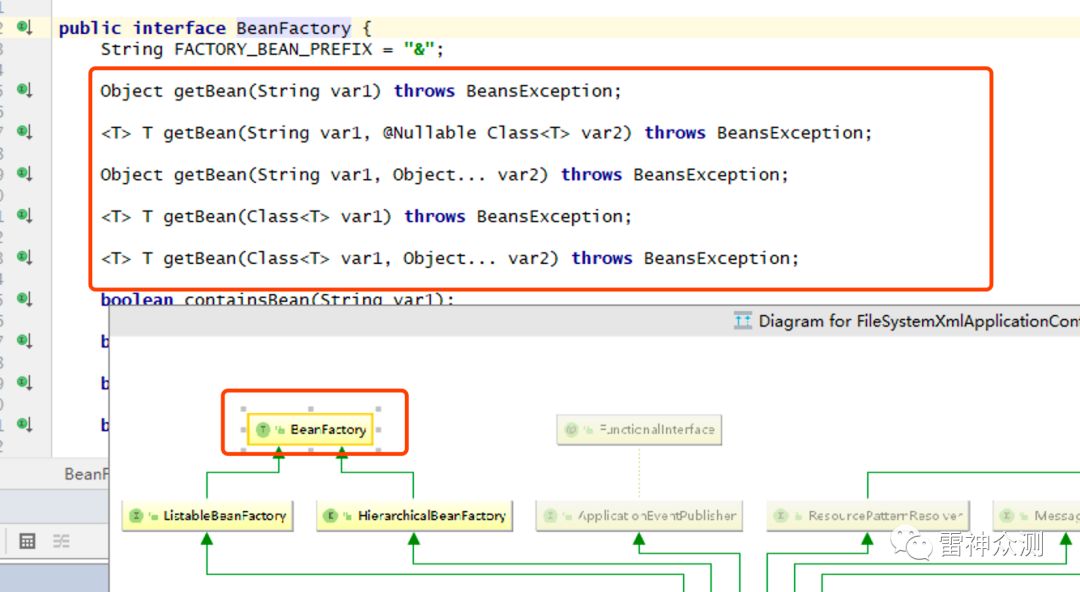 public interface BeanFactory {
String FACTORY_BEAN_PREFIX = "&";
Object getBean(String var1) throws BeansException;
<T> T getBean(String var1, @Nullable Class<T> var2) throws BeansException;
Object getBean(String var1, Object... var2) throws BeansException;
<T> T getBean(Class<T> var1) throws BeansException;
<T> T getBean(Class<T> var1, Object... var2) throws BeansException;
boolean containsBean(String var1);
Diagram for FileSystemXmlApplicationCont
b
b
b
BeanFactory
FunctionalInterface
BeanF
ListableBeanFactory
HierarchicalBeanFactory
ApplicationEventPublisher
ResourcePatternResolver
Messag
雷神众测